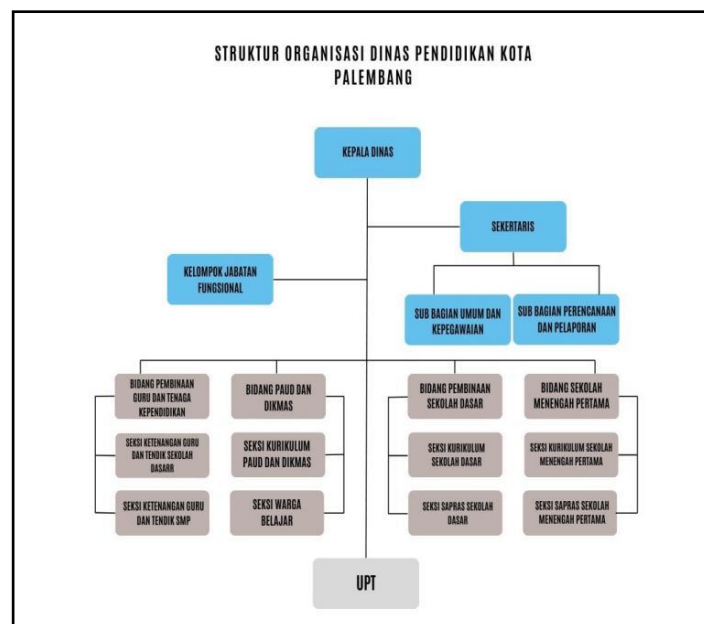 STRUKTUR ORGANISASI DINAS PENDIDIKAN KOTA
PALEMBANG
KEPALA DINAS
SEKERTARIS
KELOMPOK JABATAN
FUNGSIONAL
SUB BAGIAN UMUM DAN
KEPEGAWAIAN
SUB BAGIAN PERENCANAAN
DAN PELAPORAN
BIDANG PEMBINAAN
GURU DAN TENAGA
KEPENDIDIKAN
BIDANG PAUD DAN
DIKMAS
BIDANG PEMBINAAN
SEKOLAH DASAR
BIDANG SEKOLAH
MENENGAH PERTAMA
SEKSI KETENANGAN GURU
DAN TENDIK SEKOLAH
DASARR
SEKSI KURIKULUM
PAUD DAN DIKMAS
SEKSI KURIKULUM
SEKOLAH DASAR
SEKSI KURIKULUM SEKOLAH
MENENGAH PERTAMA
SEKSI KETENANGAN GURU
DAN TENDIK SMP
SEKSI WARGA
BELAJAR
SEKSI SAPRAS SEKOLAH
DASAR
SEKSI SAPRAS SEKOLAH
MENENGAH PERTAMA
UPT